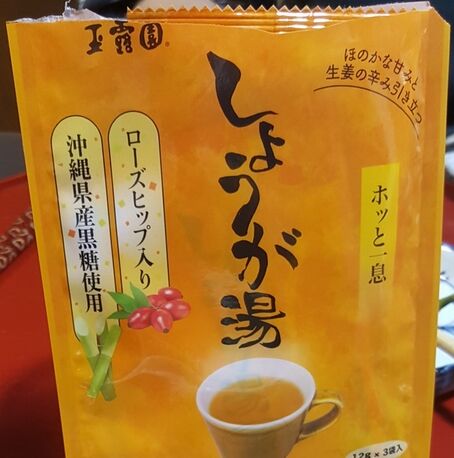 玉露園®
ほのかな甘みと
生姜の辛み引き立つ
しょうが湯
ホッと一息
ローズヒップ入り
沖縄県産黒糖使用
12g×3袋入